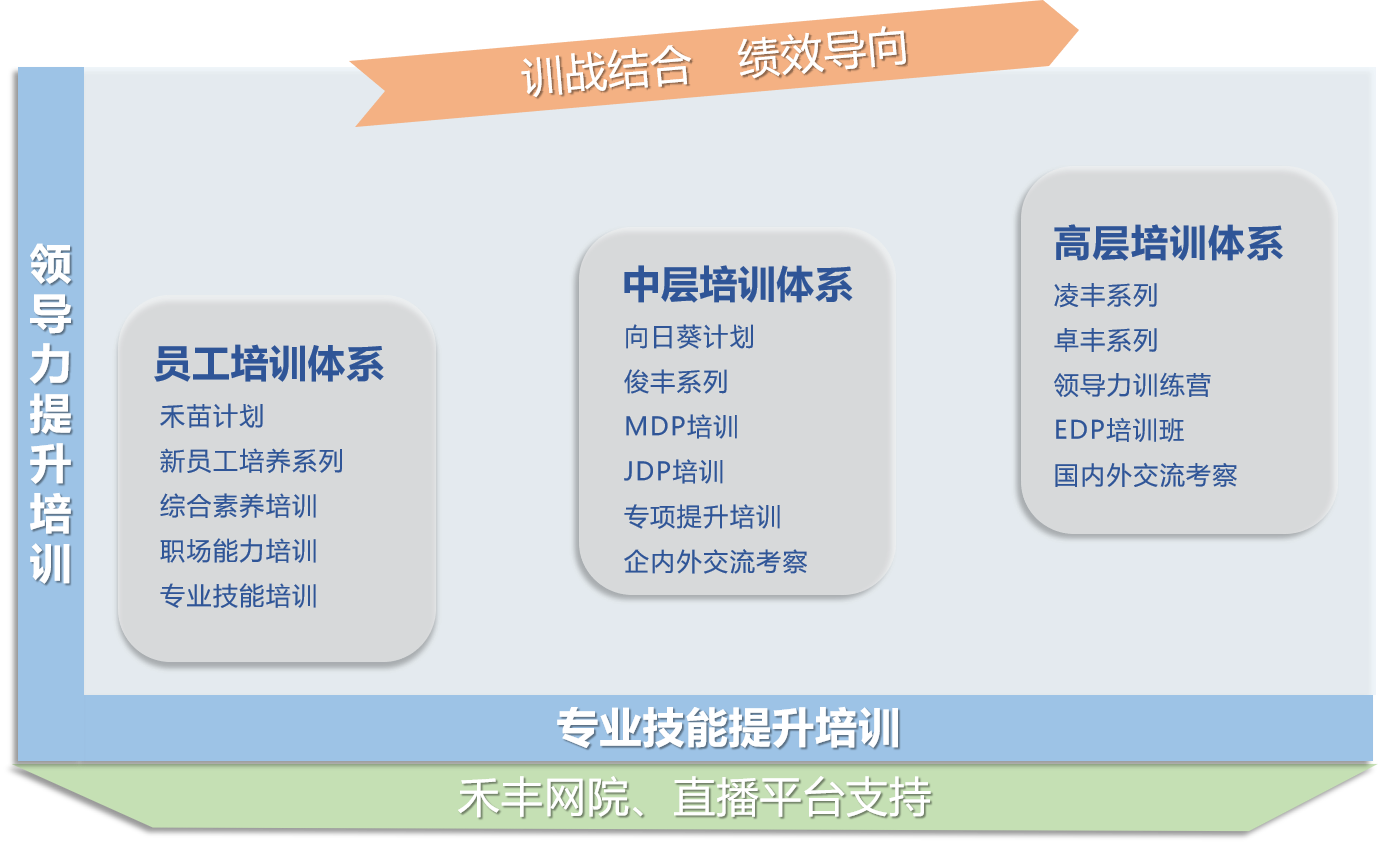 训战结合 绩效导向
领导力提升培训
员工培训体系
禾苗计划
新员工培养系列
综合素养培训
职场能力培训
专业技能培训
中层培训体系
向日葵计划
俊丰系列
MDP培训
JDP培训
专项提升培训
企内外交流考察
高层培训体系
凌丰系列
卓丰系列
领导力训练营
EDP培训班
国内外交流考察
专业技能提升培训
禾丰网院、直播平台支持